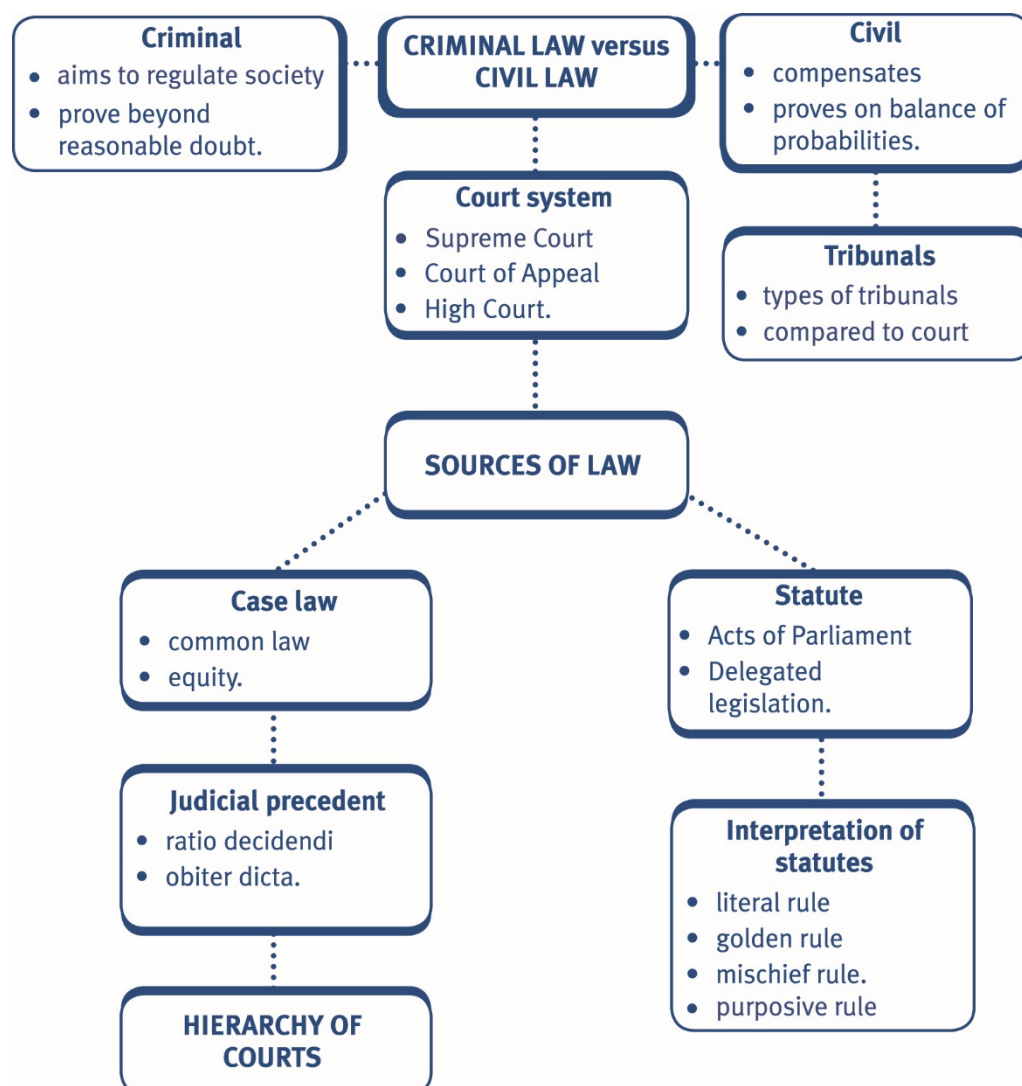 Criminal
• aims to regulate society
• prove beyond
reasonable doubt.
CRIMINAL LAW versus
CIVIL LAW
Civil
• compensates
• proves on balance of
probabilities.
Court system
• Supreme Court
• Court of Appeal
• High Court.
Tribunals
• types of tribunals
• compared to court
SOURCES OF LAW
Case law
• common law
• equity.
Statute
• Acts of Parliament
• Delegated
legislation.
Judicial precedent
• ratio decidendi
• obiter dicta.
Interpretation of
statutes
• literal rule
• golden rule
• mischief rule.
• purposive rule
HIERARCHY OF
COURTS